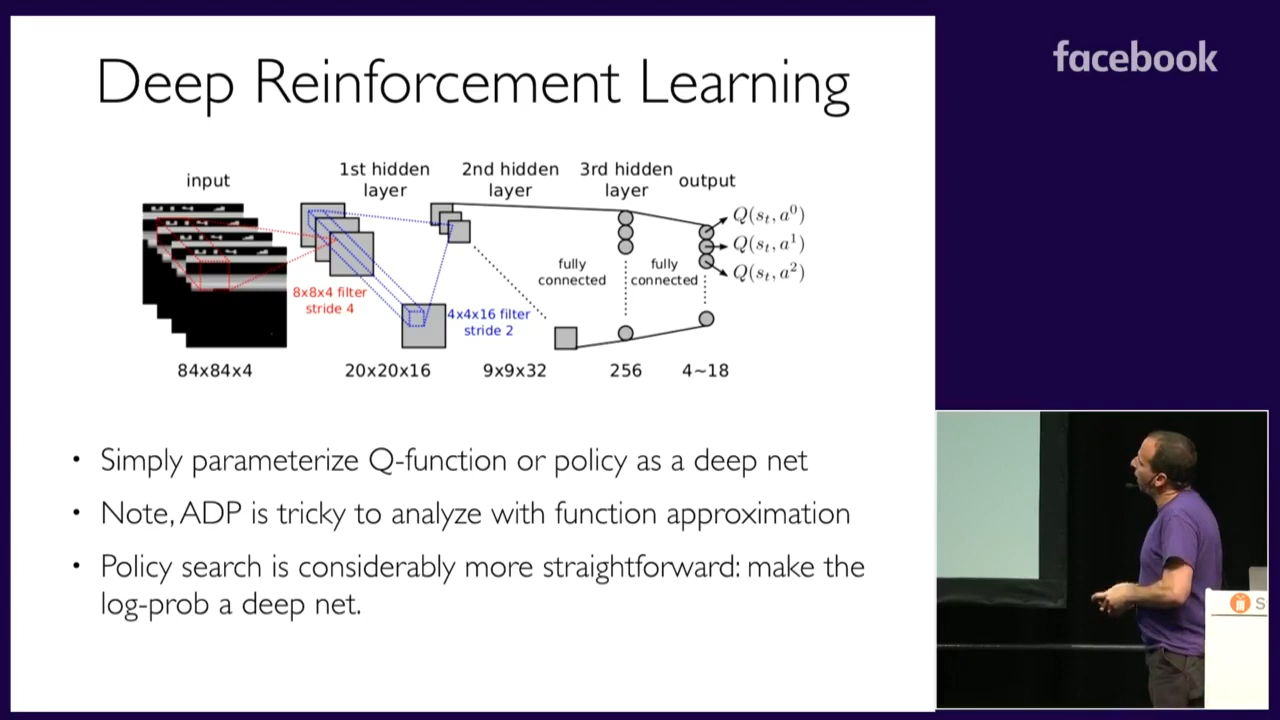 Deep Reinforcement Learning
facebook
input
1st hidden
layer
2nd hidden
layer
3rd hidden
layer
output
Q(s_t, a^0)
Q(s_t, a^1)
Q(s_t, a^2)
fully
connected
fully
connected
8x8x4 filter
stride 4
4x4x16 filter
stride 2
84x84x4
20x20x16
9x9x32
256
4~18
• Simply parameterize Q-function or policy as a deep net
• Note, ADP is tricky to analyze with function approximation
• Policy search is considerably more straightforward: make the
log-prob a deep net.
S